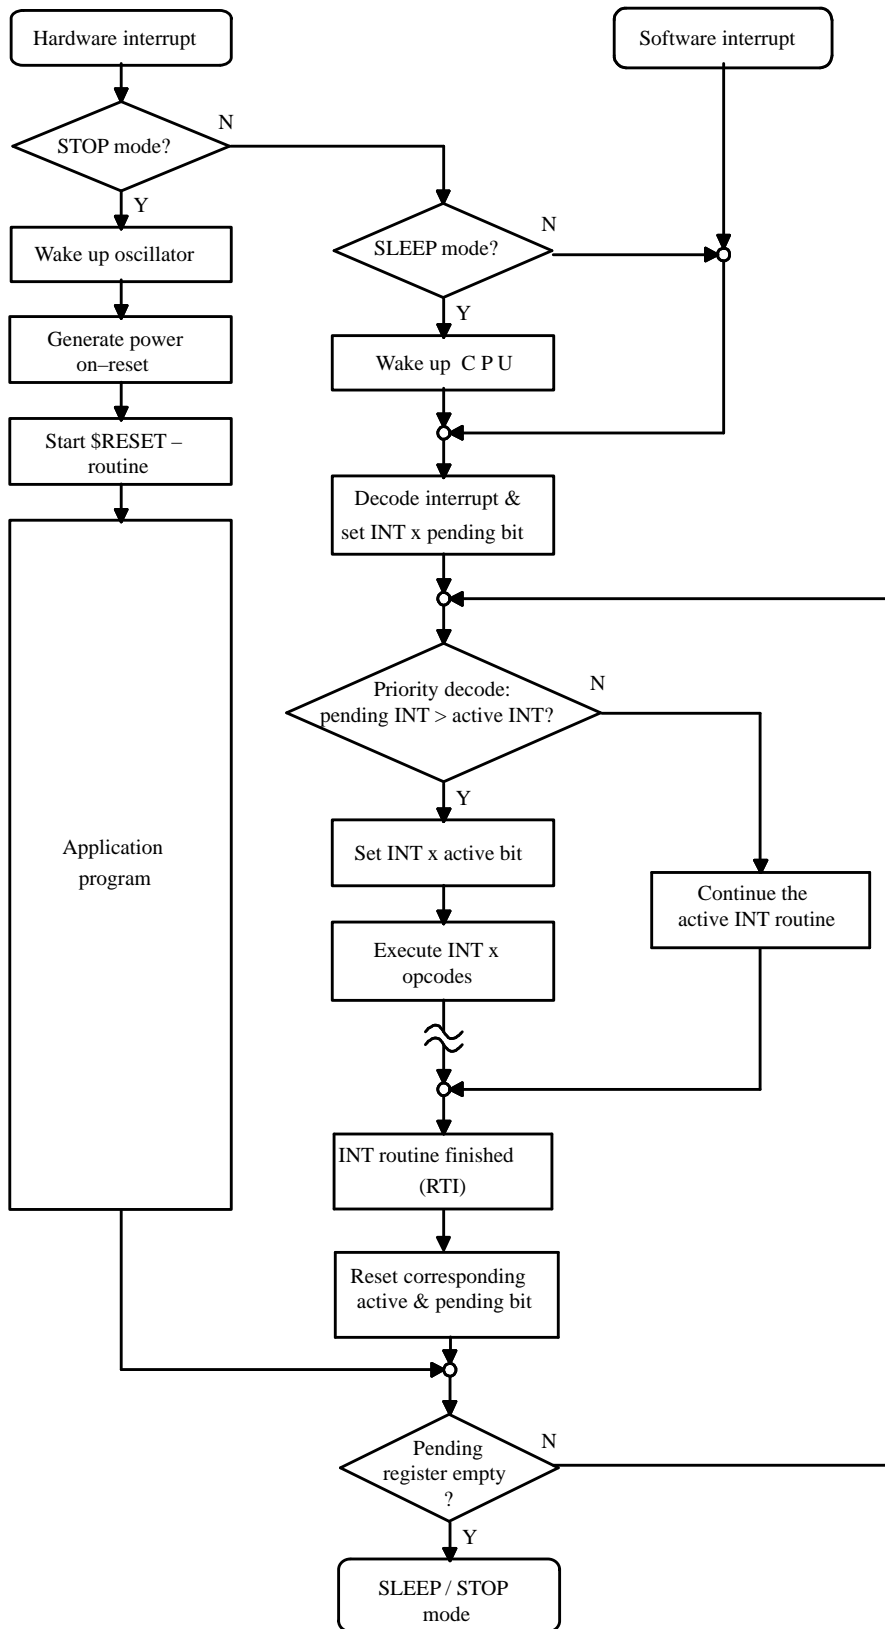 Hardware interrupt
Software interrupt
N
STOP mode?
Y
N
SLEEP mode?
Wake up oscillator
Y
Generate power
on–reset
Wake up C P U
Start $RESET –
routine
Decode interrupt &
set INT x pending bit
Priority decode:
pending INT > active INT?
N
Y
Application
program
Set INT x active bit
Continue the
active INT routine
Execute INT x
opcodes
INT routine finished
(RTI)
Reset corresponding
active & pending bit
Pending
register empty
?
N
Y
SLEEP / STOP
mode